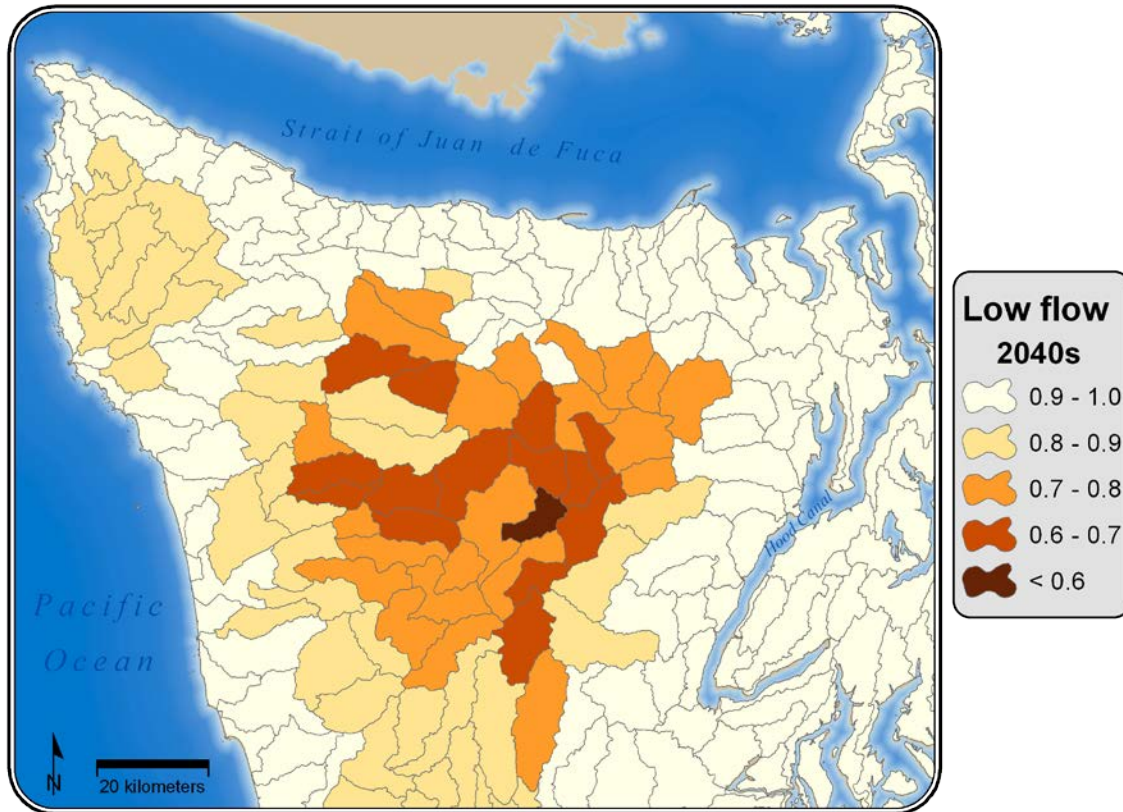 Strait of Juan de Fuca
Hood Canal
Pacific
Ocean
N
20 kilometers
Low flow
2040s
0.9 - 1.0
0.8 - 0.9
0.7 - 0.8
0.6 - 0.7
< 0.6